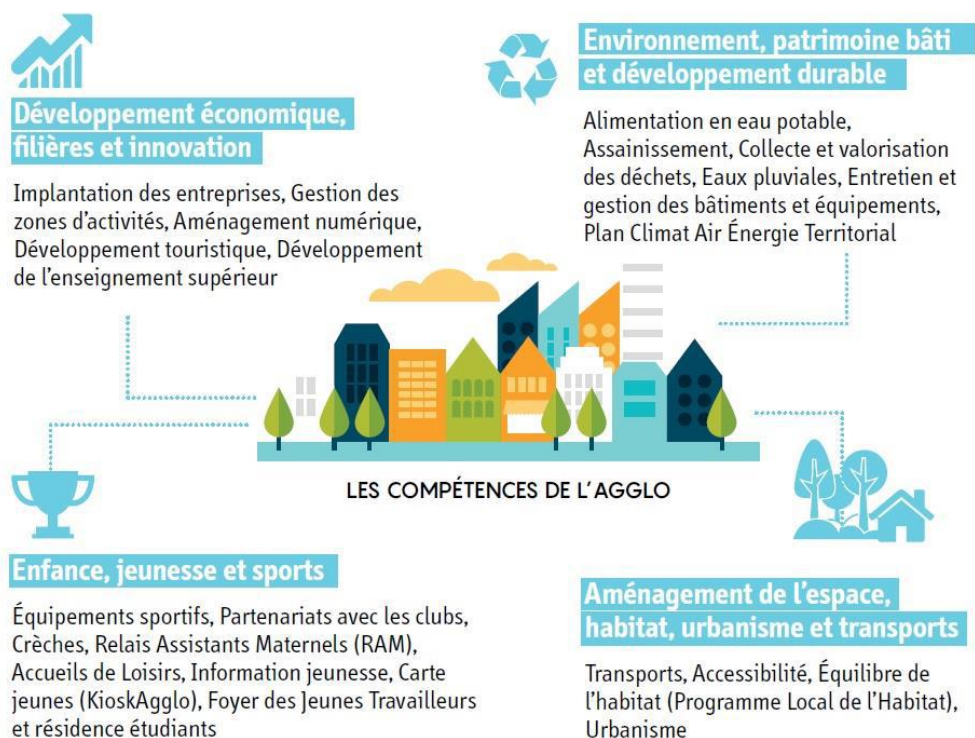 Développement économique,
filières et innovation
Implantation des entreprises, Gestion des
zones d'activités, Aménagement numérique,
Développement touristique, Développement
de l'enseignement supérieur
Environnement, patrimoine bâti
et développement durable
Alimentation en eau potable,
Assainissement, Collecte et valorisation
des déchets, Eaux pluviales, Entretien et
gestion des bâtiments et équipements,
Plan Climat Air Énergie Territorial
LES COMPÉTENCES DE L'AGGLO
Enfance, jeunesse et sports
Équipements sportifs, Partenariats avec les clubs,
Crèches, Relais Assistants Maternels (RAM),
Accueils de Loisirs, Information jeunesse, Carte
jeunes (KioskAgglo), Foyer des Jeunes Travailleurs
et résidence étudiants
Aménagement de l'espace,
habitat, urbanisme et transports
Transports, Accessibilité, Équilibre de
l'habitat (Programme Local de l'Habitat),
Urbanisme